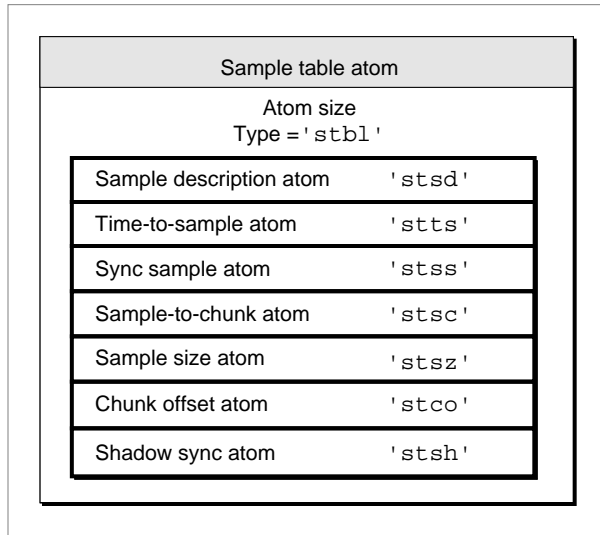 Sample table atom
Atom size
Type ='stbl'
Sample description atom 'stsd'
Time-to-sample atom 'stts'
Sync sample atom 'stss'
Sample-to-chunk atom 'stsc'
Sample size atom 'stsz'
Chunk offset atom 'stco'
Shadow sync atom 'stsh'